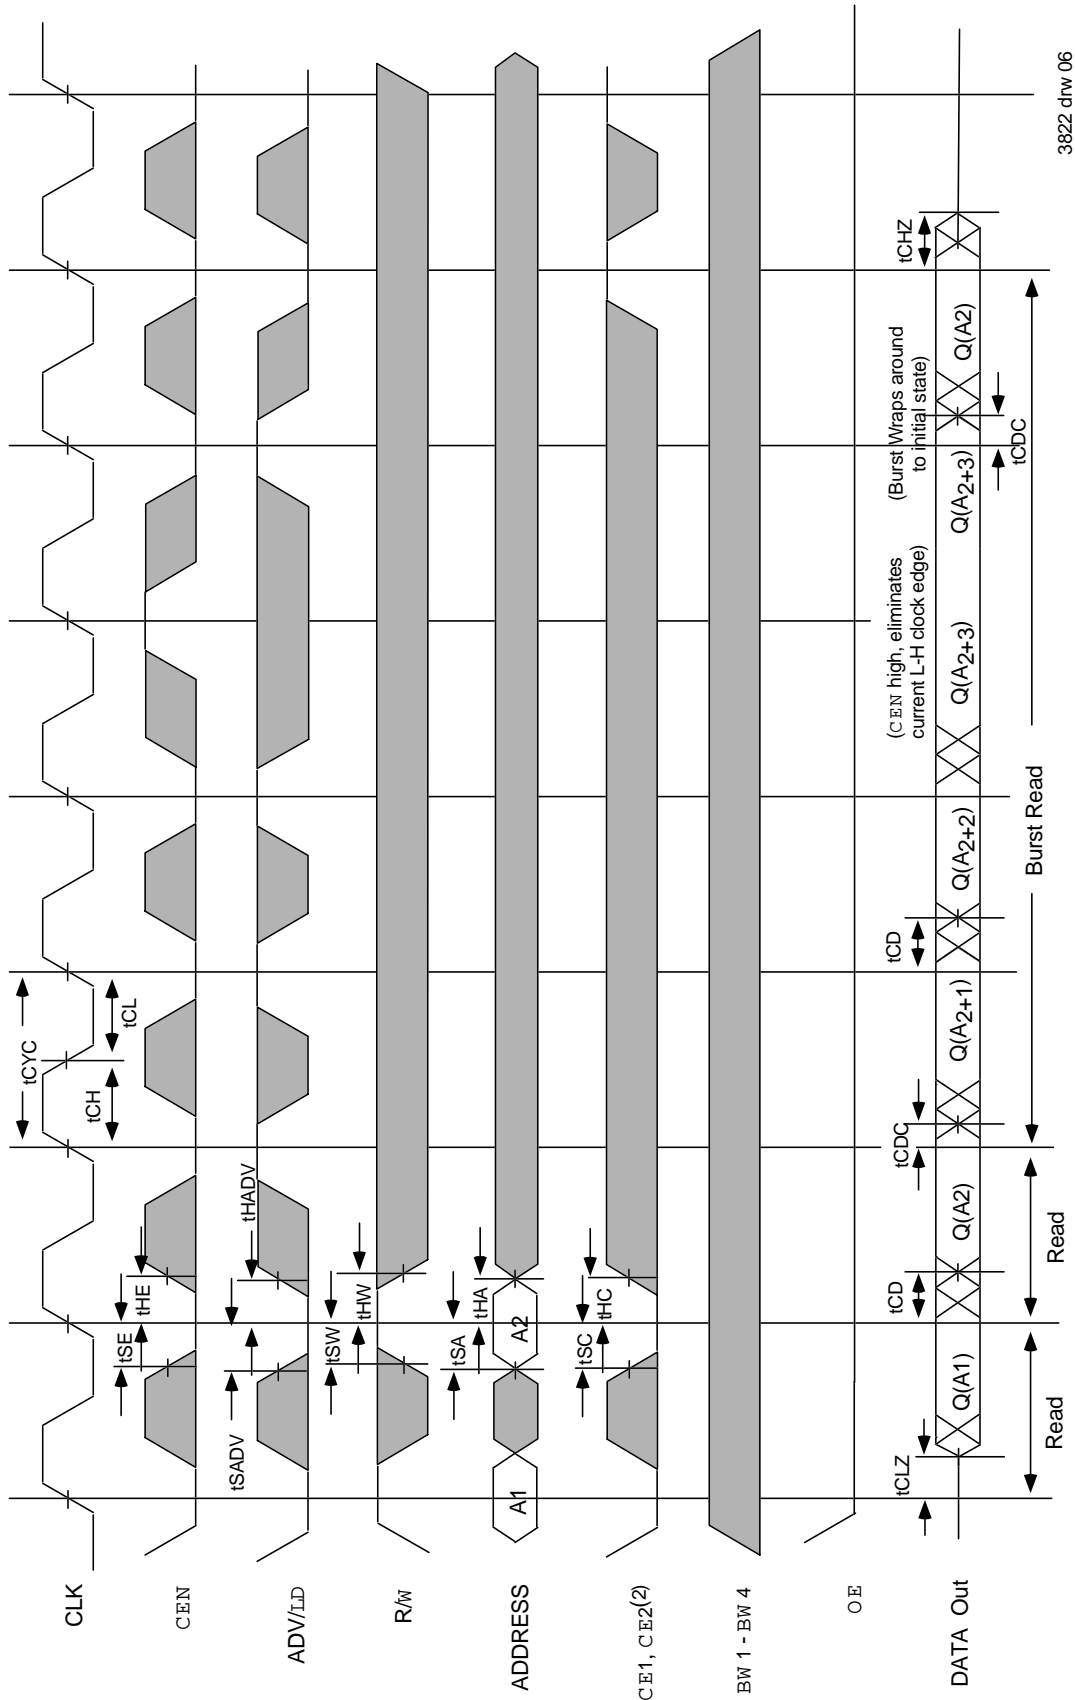 CLK
tCYC
tCH
tCL
CEN
tSE
tHE
ADV/LD
tSADV
tHADV
R/W
tSW
tHW
ADDRESS
A1
A2
tSA
tHA
CE1, CE2(2)
tSC
tHC
BW1 - BW4
OE
(CEN high, eliminates
current L-H clock edge)
(Burst Wraps around
to initial state)
tCLZ
tCD
tCDC
tCD
tCDC
tCHZ
DATA Out
Q(A1)
Q(A2)
Q(A2+1)
Q(A2+2)
Q(A2+3)
Q(A2+3)
Q(A2)
Read
Read
Burst Read
3822 drw 06